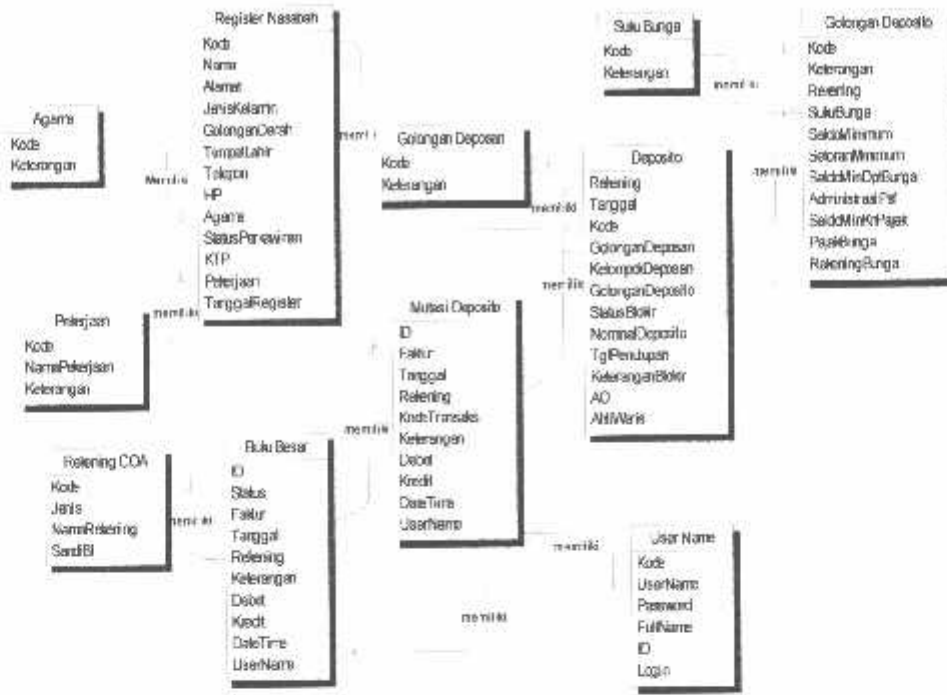 Register Nasabah
Kode
Nama
Alamat
JenisKelamin
GolonganDarah
TempatLahir
Telepon
HP
Agama
StatusPerkawinan
KTP
Pekerjaan
TanggalRegister
Suku Bunga
Kode
Keterangan
Golongan Deposito
Kode
Keterangan
Rekening
SukuBunga
SaldoMinimum
SetoranMinimum
SaldoMinDptBunga
SaldoMinKnPajak
PajakBunga
RekeningBunga
memiliki
Agama
Kode
Keterangan
Memiliki
memiliki
Golongan Deposan
Kode
Keterangan
memiliki
Deposito
Rekening
Tanggal
Kode
GolonganDeposan
KelompokDeposan
GolonganDeposito
StatusBlokir
NominalDeposito
TglPenutupan
KeteranganBlokir
AO
AhliWaris
memiliki
memiliki
Pekerjaan
Kode
NamaPekerjaan
Keterangan
memiliki
Mutasi Deposito
ID
Faktur
Tanggal
Rekening
KodeTransaksi
Keterangan
Debet
Kredit
DateTime
UserName
memiliki
Rekening COA
Kode
Jenis
NamaRekening
SandiBI
memiliki
Buku Besar
ID
Status
Faktur
Tanggal
Rekening
Keterangan
Debet
Kredit
DateTime
UserName
memiliki
memiliki
User Name
Kode
UserName
Password
FullName
ID
Login